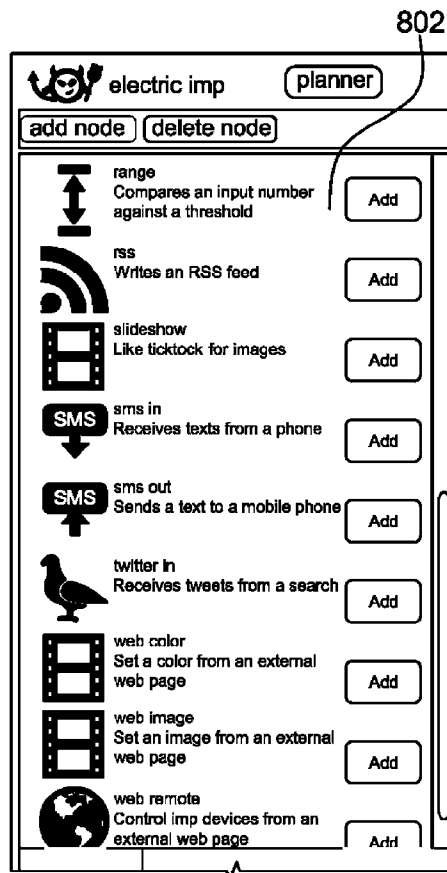 802
electric imp
planner
add node
delete node
range
Compares an input number
against a threshold
Add
rss
Writes an RSS feed
Add
slideshow
Like ticktock for images
Add
SMS
sms in
Receives texts from a phone
Add
SMS
sms out
Sends a text to a mobile phone
Add
twitter in
Receives tweets from a search
Add
web color
Set a color from an external
web page
Add
web image
Set an image from an external
web page
Add
web remote
Control imp devices from an
external web page
Add